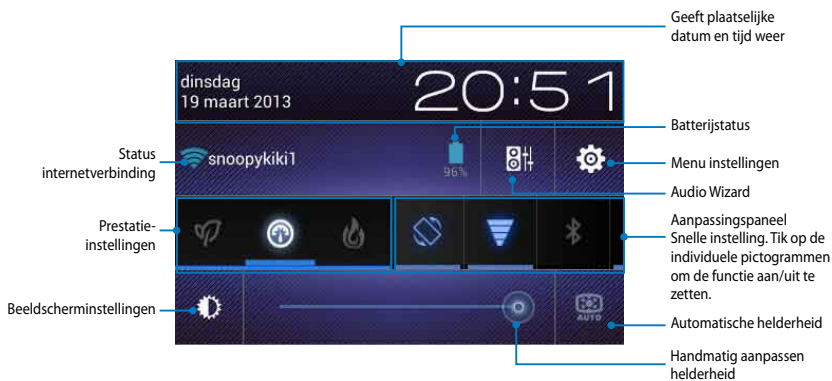 Geeft plaatselijke
datum en tijd weer
dinsdag
19 maart 2013
20:51
Batterijstatus
Status
internetverbinding
snoopykiki1
96%
Menu instellingen
Audio Wizard
Prestatie-
instellingen
Aanpassingspaneel
Snelle instelling. Tik op de
individuele pictogrammen
om de functie aan/uit te
zetten.
Beeldscherminstellingen
AUTO
Automatische helderheid
Handmatig aanpassen
helderheid